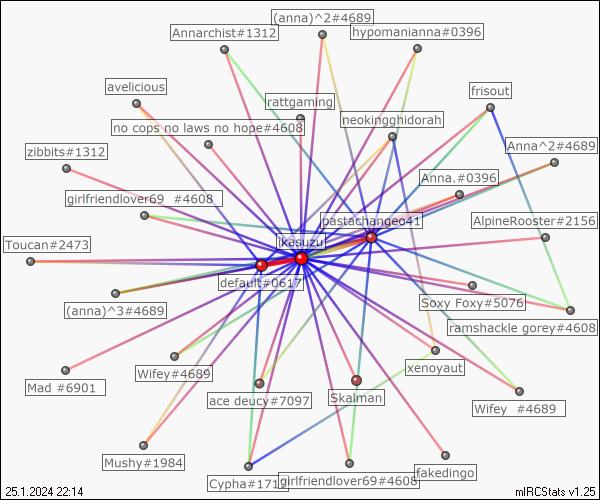 (anna)^2#4689
Annarchist#1312
hypomanianna#0396
avelicious
rattgaming
frisout
no cops no laws no hope#4608
neokingghidorah
zibbits#1312
Anna^2#4689
Anna.#0396
girlfriendlover69 #4608
pastachangeo41
AlpineRooster#2156
Toucan#2473
ikasuzu
default#0617
(anna)^3#4689
Soxy Foxy#5076
ramshackle gorey#4608
Wifey#4689
xenoyaut
Mad #6901
ace deucy#7097
Skalman
Wifey #4689
Mushy#1984
Cypha#1712
girlfriendlover69#4608
fakedingo
25.1.2024 22:14
mIRCStats v1.25